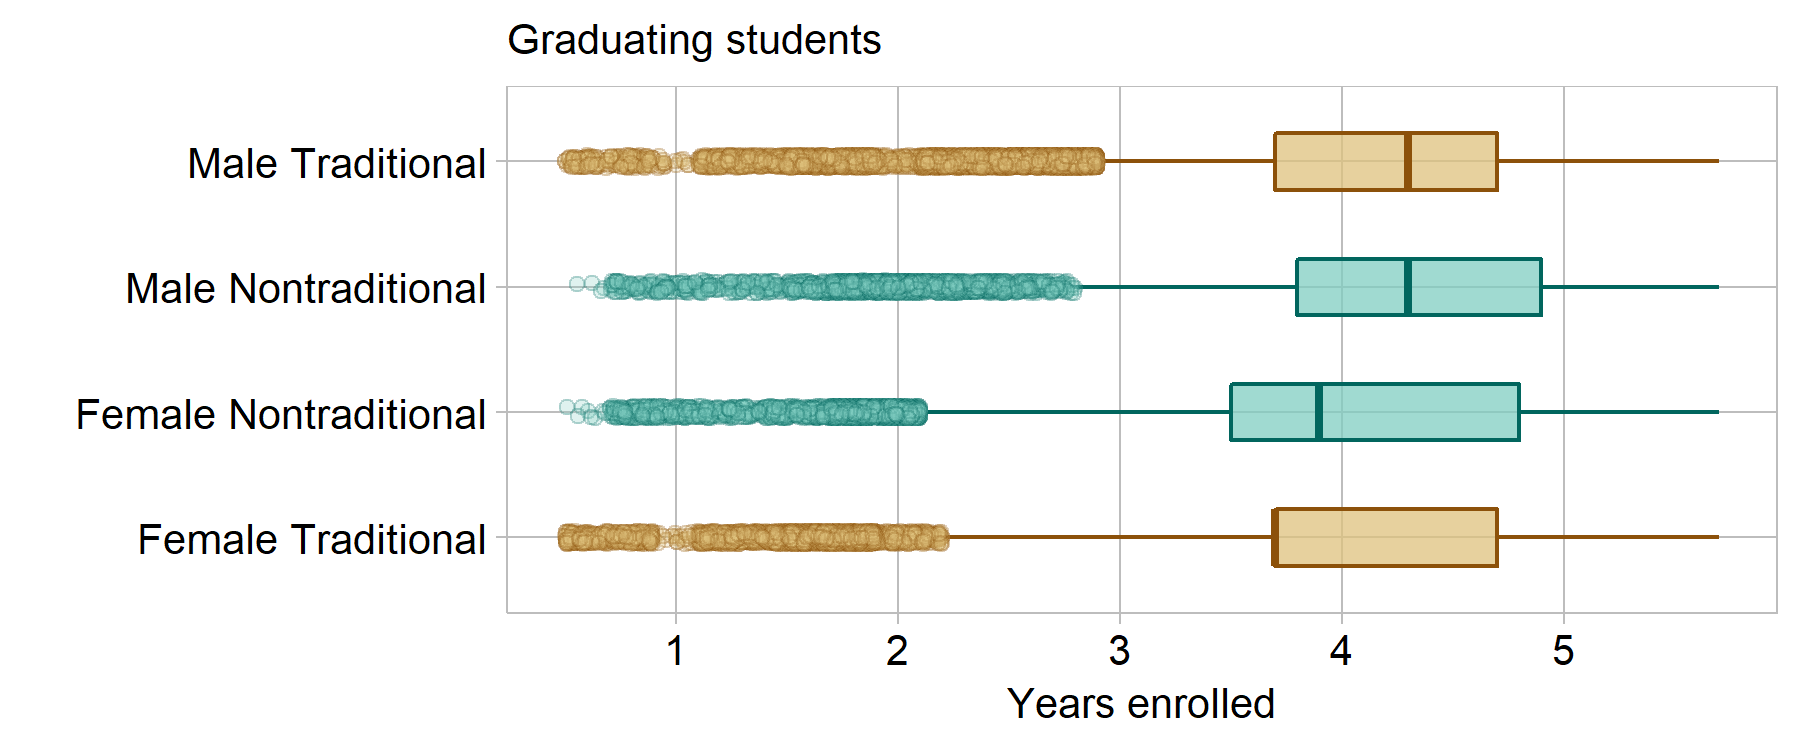 Graduating students
Male Traditional
Male Nontraditional
Female Nontraditional
Female Traditional
1 2 3 4 5
Years enrolled